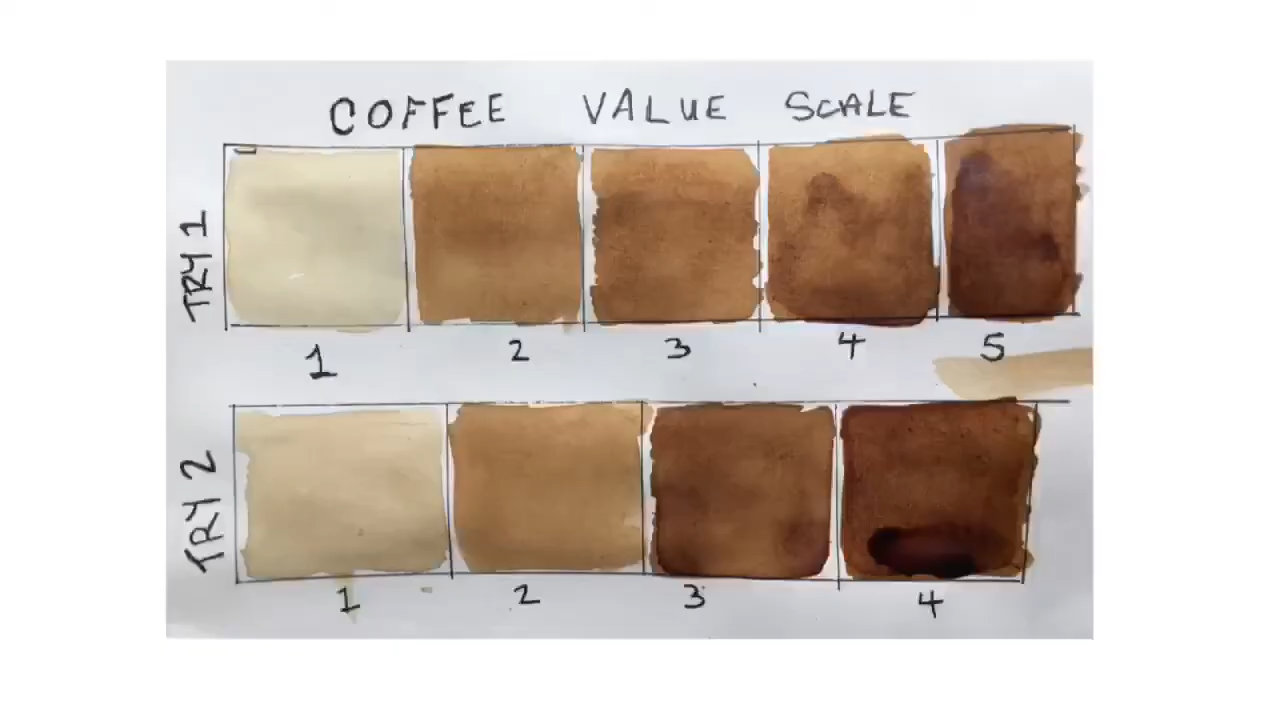 COFFEE VALUE SCALE
TRY 1
1 2 3 4 5
TRY 2
1 2 3 4